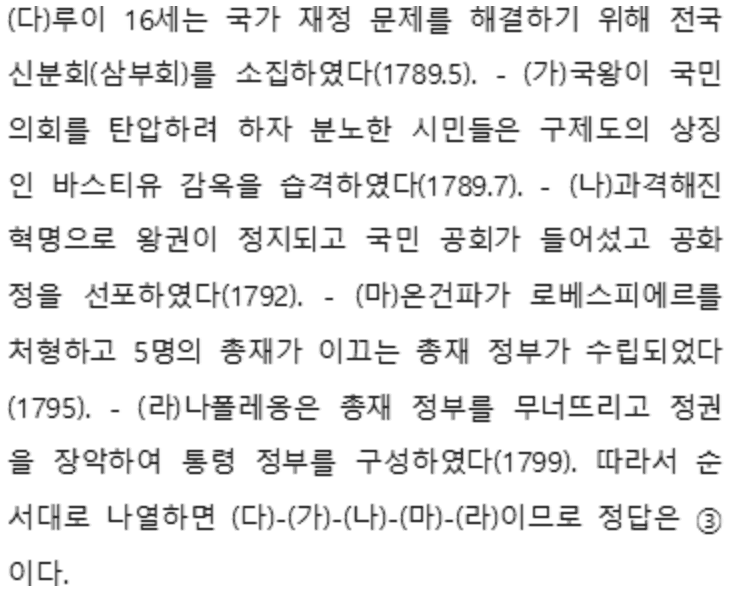 (다)루이 16세는 국가 재정 문제를 해결하기 위해 전국
신분회(삼부회)를 소집하였다(1789.5). - (가)국왕이 국민
의회를 탄압하려 하자 분노한 시민들은 구제도의 상징
인 바스티유 감옥을 습격하였다(1789.7). - (나)과격해진
혁명으로 왕권이 정지되고 국민 공회가 들어섰고 공화
정을 선포하였다(1792). - (마)온건파가 로베스피에르를
처형하고 5명의 총재가 이끄는 총재 정부가 수립되었다
(1795). - (라)나폴레옹은 총재 정부를 무너뜨리고 정권
을 장악하여 통령 정부를 구성하였다(1799). 따라서 순
서대로 나열하면 (다)-(가)-(나)-(마)-(라)이므로 정답은 ③
이다.